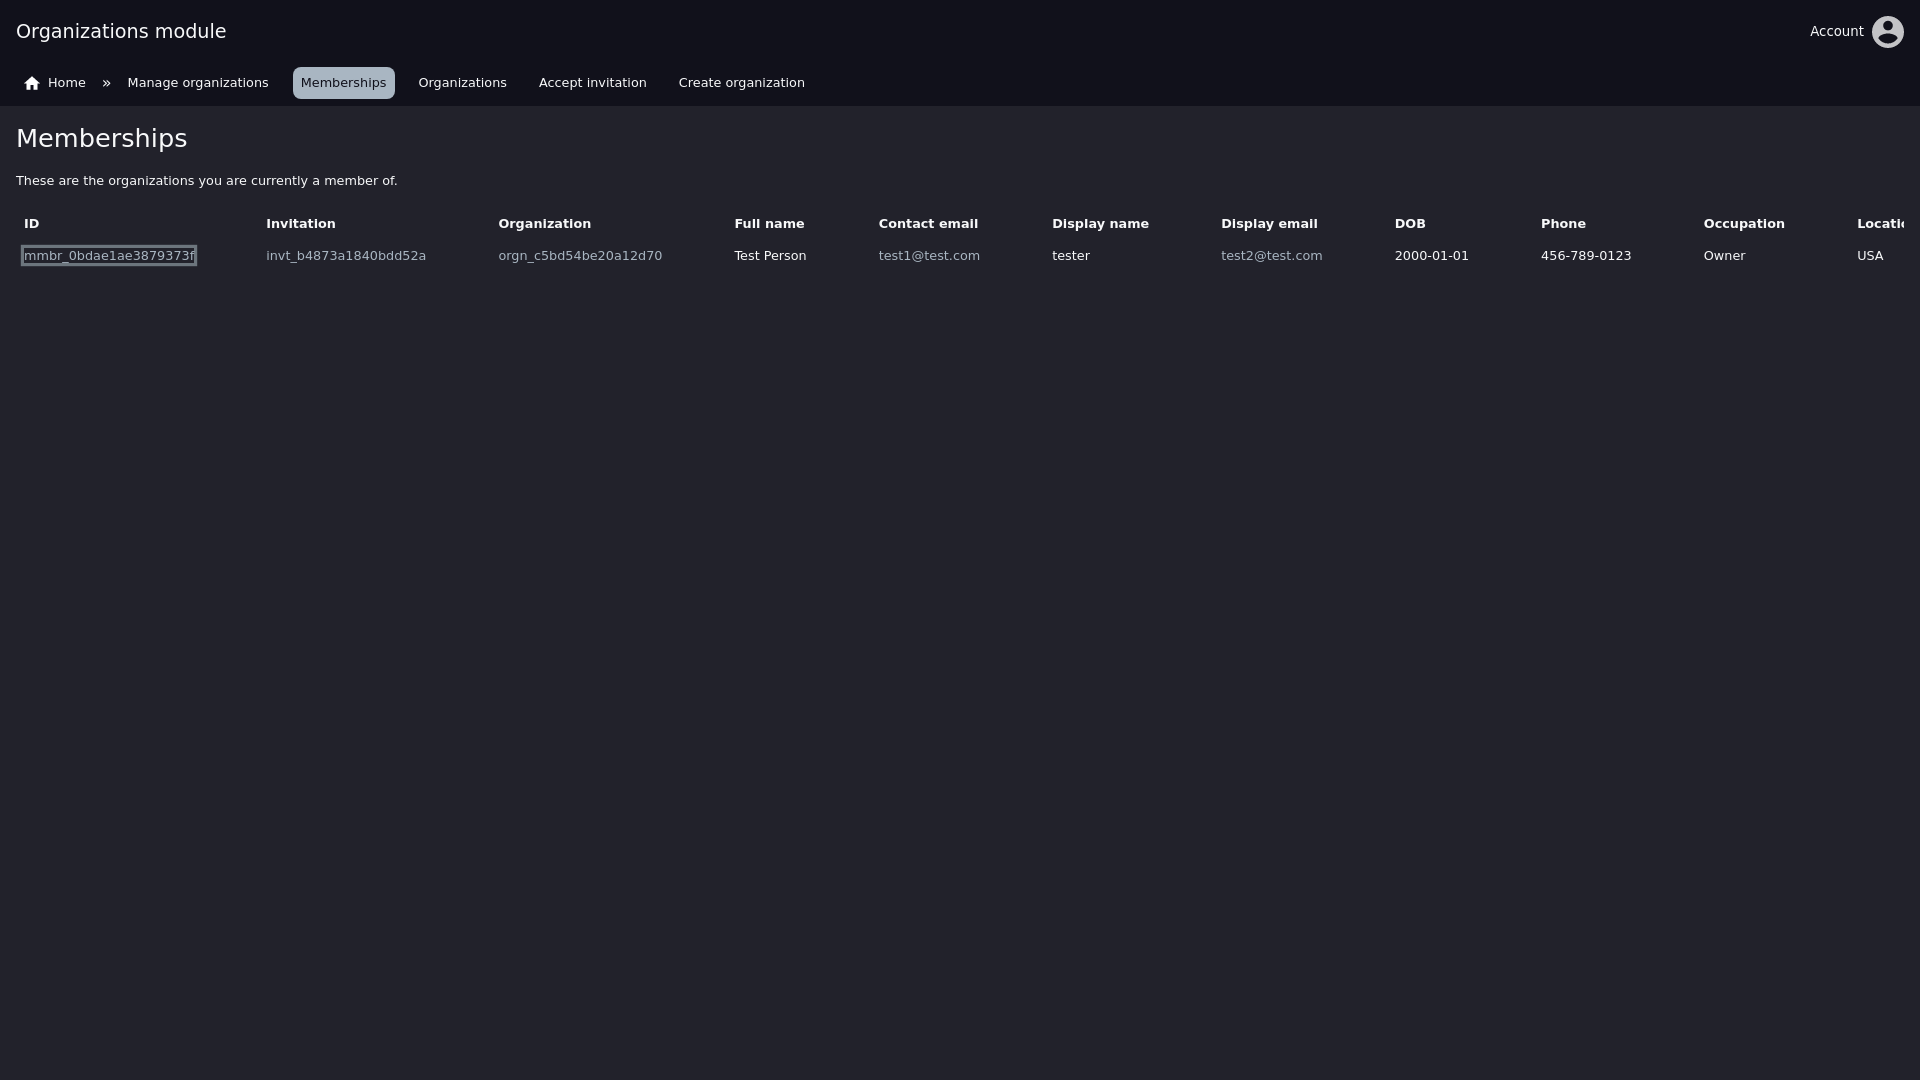 Organizations module
Account
Home » Manage organizations Memberships Organizations Accept invitation Create organization
Memberships
These are the organizations you are currently a member of.
ID Invitation Organization Full name Contact email Display name Display email DOB Phone Occupation
mmbr_0bdae1ae3879373f invt_b4873a1840bdd52a orgn_c5bd54be20a12d70 Test Person test1@test.com tester test2@test.com 2000-01-01 456-789-0123 Owner USA